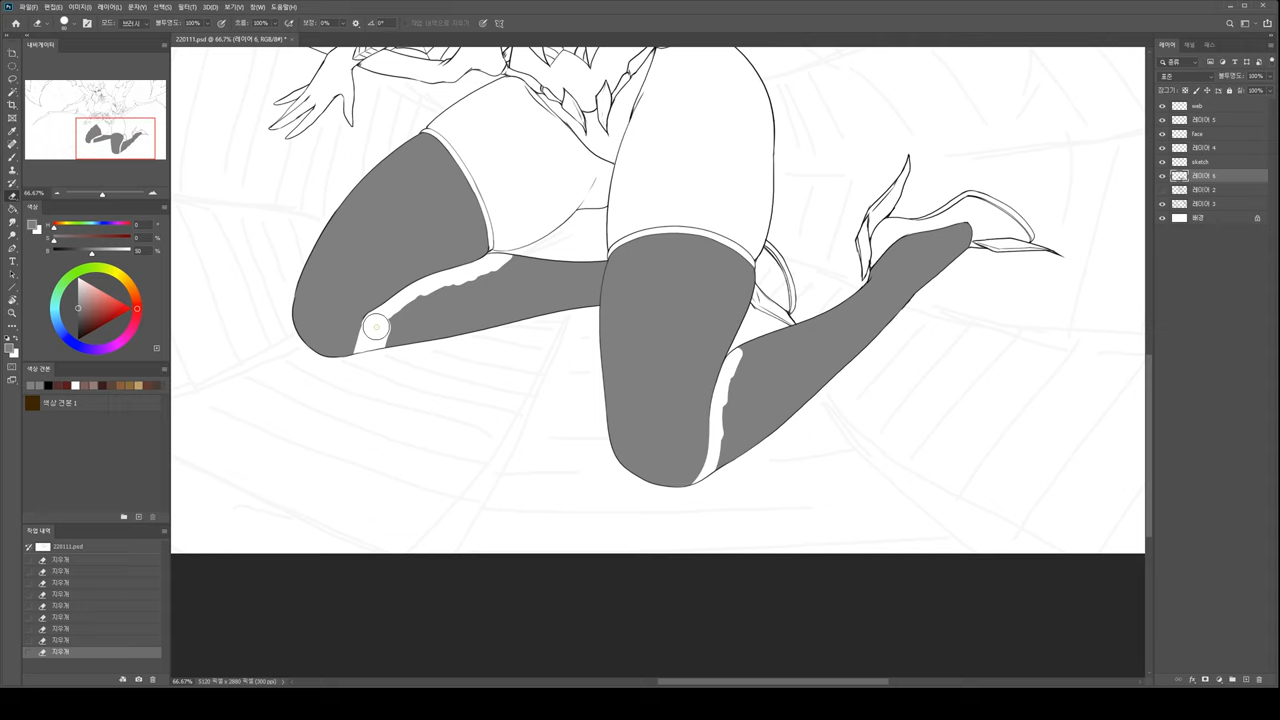 파일(F) 편집(E) 이미지(I) 레이어(L) 문자(Y) 선택(S) 필터(T) 3D(D) 보기(V) 창(W) 도움말(H)
80 모드: 브러시 불투명도: 100% 흐름: 100% 보정: 0% 0°
220111.psd @ 66.7% (레이어 6, RGB/8#) *
내비게이터
66.67%
색상
H 0 °
S 0 %
B 50 %
색상 견본
색상 견본 1
작업 내역
220111.psd
지우개
지우개
지우개
지우개
지우개
지우개
지우개
지우개
지우개
66.67% 5120 픽셀 x 2880 픽셀 (300 ppi)
레이어 채널 패스
종류
표준 불투명도: 100%
잠그기: 칠: 100%
web
레이어 5
face
레이어 4
sketch
레이어 6
레이어 2
레이어 3
배경